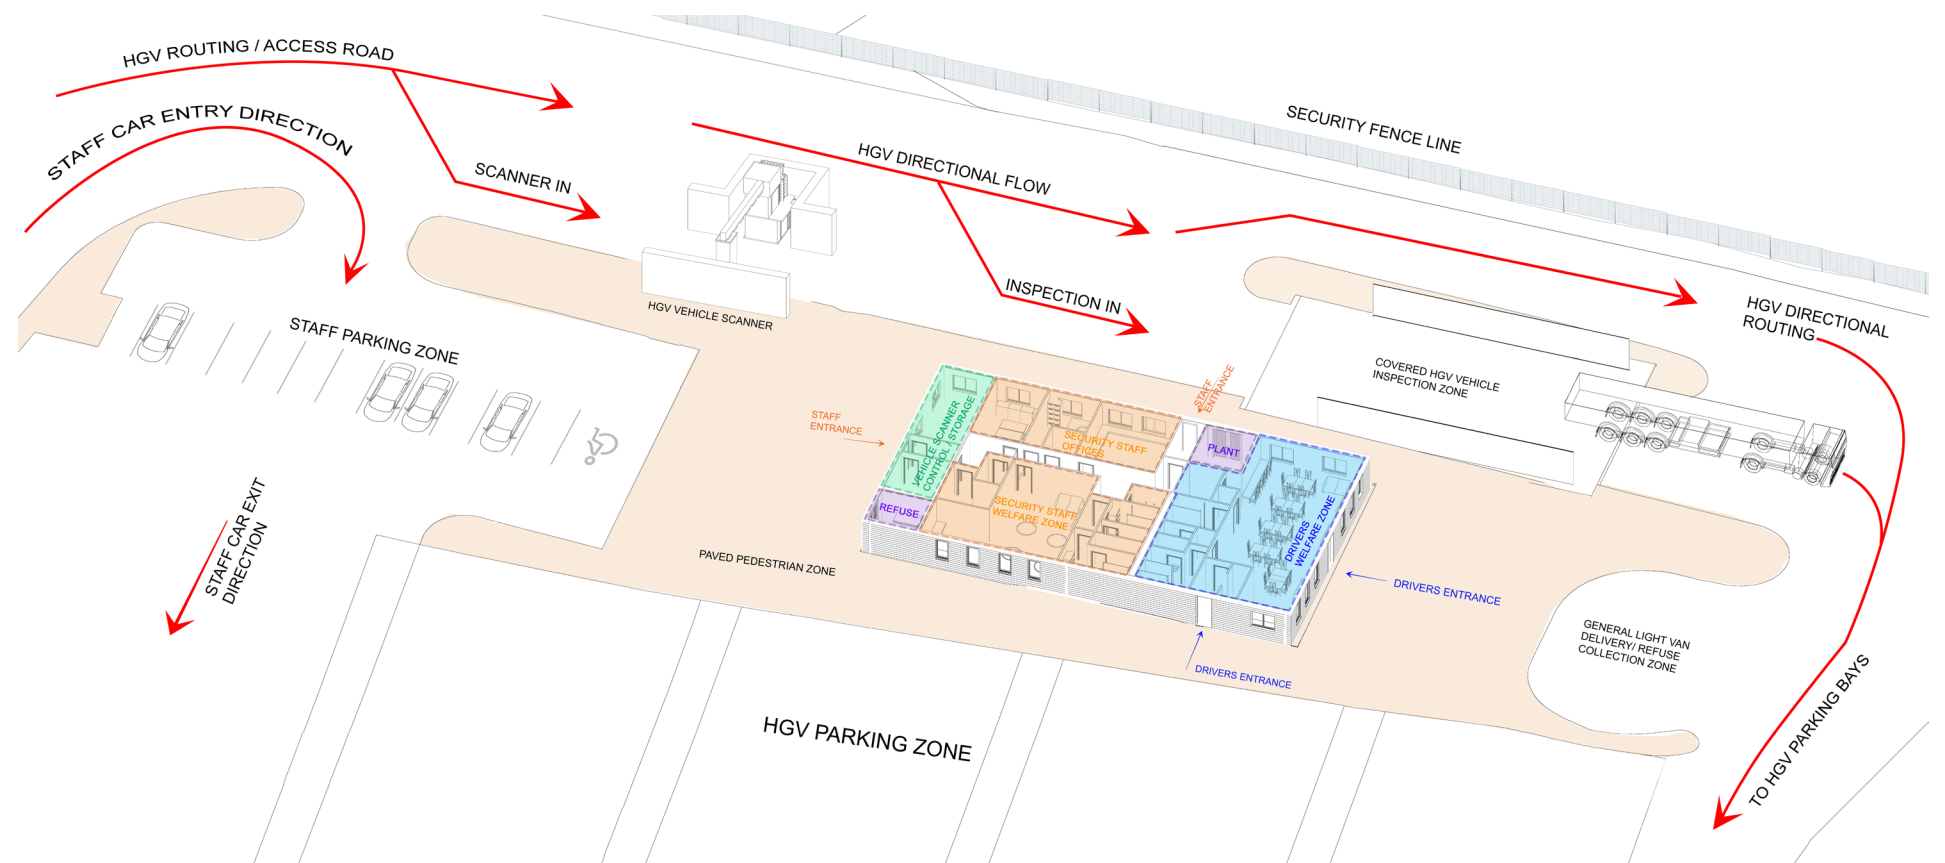 HGV ROUTING / ACCESS ROAD
STAFF CAR ENTRY DIRECTION
SCANNER IN
HGV DIRECTIONAL FLOW
SECURITY FENCE LINE
INSPECTION IN
HGV VEHICLE SCANNER
STAFF PARKING ZONE
HGV DIRECTIONAL
ROUTING
COVERED HGV VEHICLE
INSPECTION ZONE
STAFF
ENTRANCE
STAFF
ENTRANCE
VEHICLE SCANNER
CONTROL / STORAGE
SECURITY STAFF
OFFICES
PLANT
REFUSE
SECURITY STAFF
WELFARE ZONE
DRIVERS
WELFARE ZONE
STAFF CAR EXIT
DIRECTION
PAVED PEDESTRIAN ZONE
DRIVERS ENTRANCE
DRIVERS ENTRANCE
GENERAL LIGHT VAN
DELIVERY/ REFUSE
COLLECTION ZONE
TO HGV PARKING BAYS
HGV PARKING ZONE